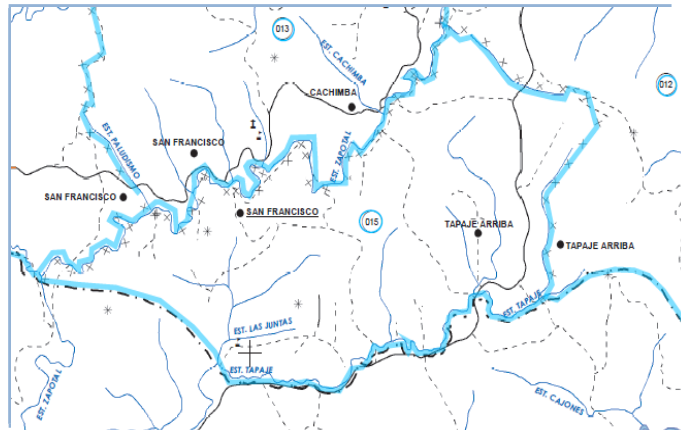 013
012
EST. CACHIMBA
CACHIMBA
EST. PALUDISMO
SAN FRANCISCO
EST. ZAPOTAL
SAN FRANCISCO
SAN FRANCISCO
015
TAPAJE ARRIBA
TAPAJE ARRIBA
EST. TAPAJE
EST. LAS JUNTAS
EST. TAPAJE
EST. ZAPOTAL
EST. CAJONES